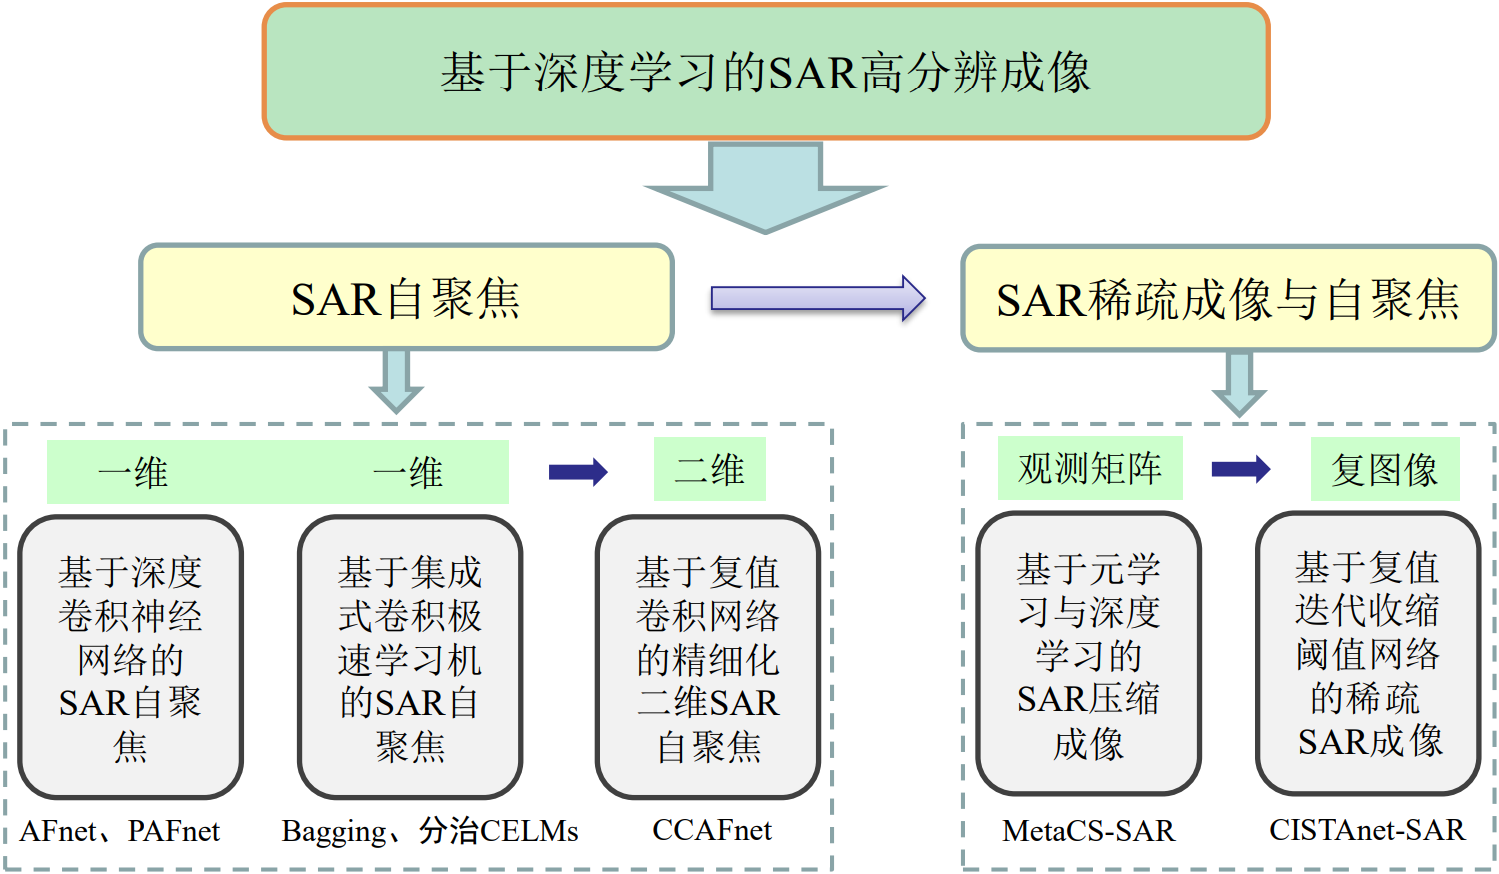 基于深度学习的SAR高分辨成像
SAR自聚焦
SAR稀疏成像与自聚焦
一维
一维
二维
基于深度
卷积神经
网络的
SAR自聚
焦
基于集成
式卷积极
速学习机
的SAR自
聚焦
基于复值
卷积网络
的精细化
二维SAR
自聚焦
AFnet、PAFnet
Bagging、分治CELMs
CCAFnet
观测矩阵
复图像
基于元学
习与深度
学习的
SAR压缩
成像
基于复值
迭代收缩
阈值网络
的稀疏
SAR成像
MetaCS-SAR
CISTAnet-SAR